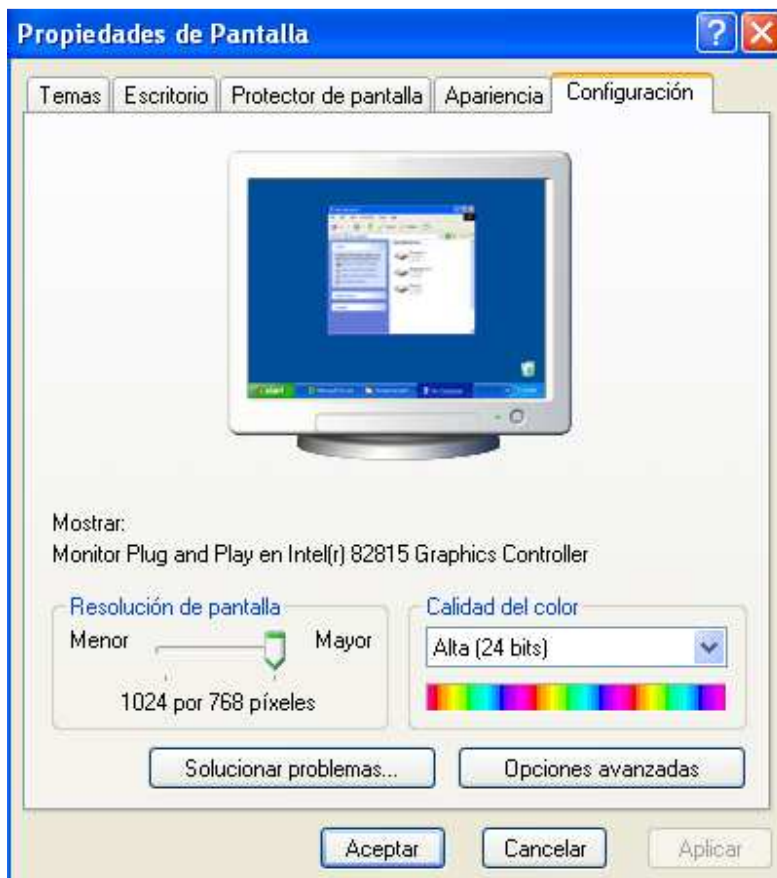 Propiedades de Pantalla
Temas Escritorio Protector de pantalla Apariencia Configuración
Mostrar:
Monitor Plug and Play en Intel(r) 82815 Graphics Controller
Resolución de pantalla
Menor Mayor
1024 por 768 píxeles
Calidad del color
Alta (24 bits)
Solucionar problemas... Opciones avanzadas
Aceptar Cancelar Aplicar